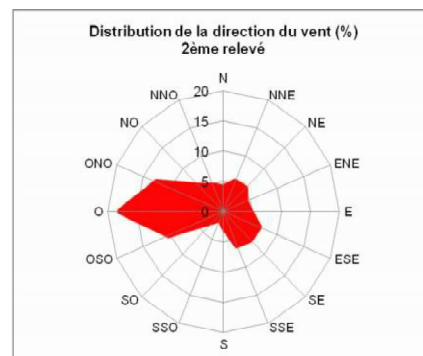 Distribution de la direction du vent (%)
2ème relevé
N
NNO
NNE
NO
NE
ONO
ENE
O
E
OSO
ESE
SO
SE
SSO
SSE
S
20
15
10
5
0